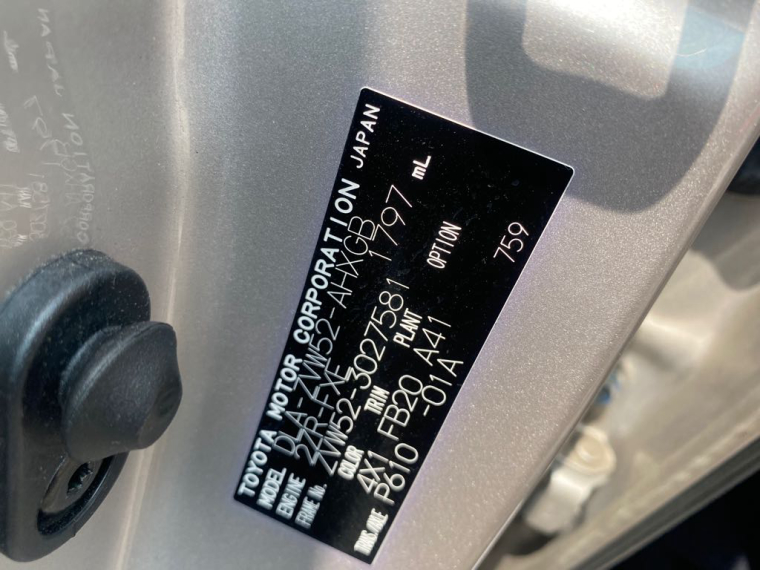 TOYOTA MOTOR CORPORATION JAPAN
MODEL DLA-ZVW52-AHXGB
ENGINE 2ZR-FXE 1797 mL
FRAME No. ZVW52-3027581
COLOR TRIM PLANT OPTION
4X1 FB20 A41 759
TRANS./AXLE P610 -01A